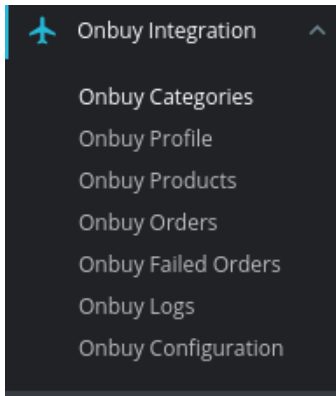 Onbuy Integration
Onbuy Categories
Onbuy Profile
Onbuy Products
Onbuy Orders
Onbuy Failed Orders
Onbuy Logs
Onbuy Configuration